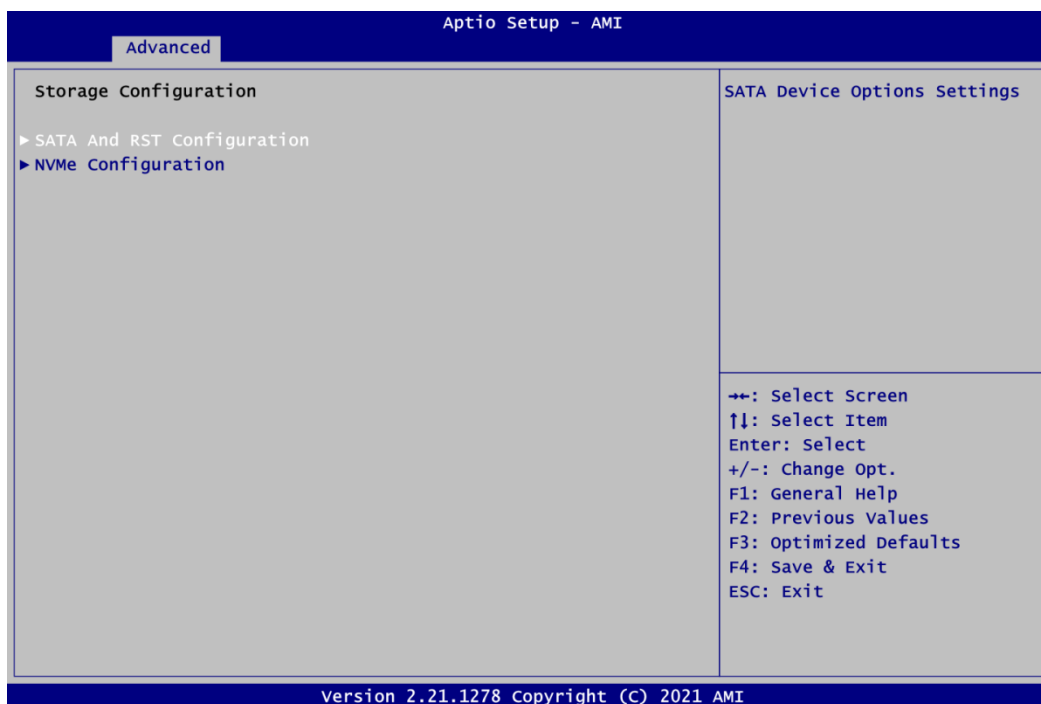 Aptio Setup - AMI
Advanced
Storage Configuration
► SATA And RST Configuration
► NVMe Configuration
SATA Device Options Settings
→←: Select Screen
↑↓: Select Item
Enter: Select
+/-: Change Opt.
F1: General Help
F2: Previous Values
F3: Optimized Defaults
F4: Save & Exit
ESC: Exit
Version 2.21.1278 Copyright (C) 2021 AMI